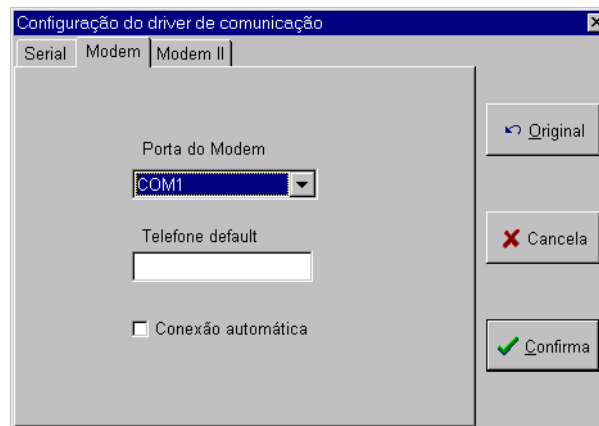 Configuração do driver de comunicação
Serial Modem Modem II
Porta do Modem
COM1
Telefone default
Conexão automática
Original
Cancela
Confirma